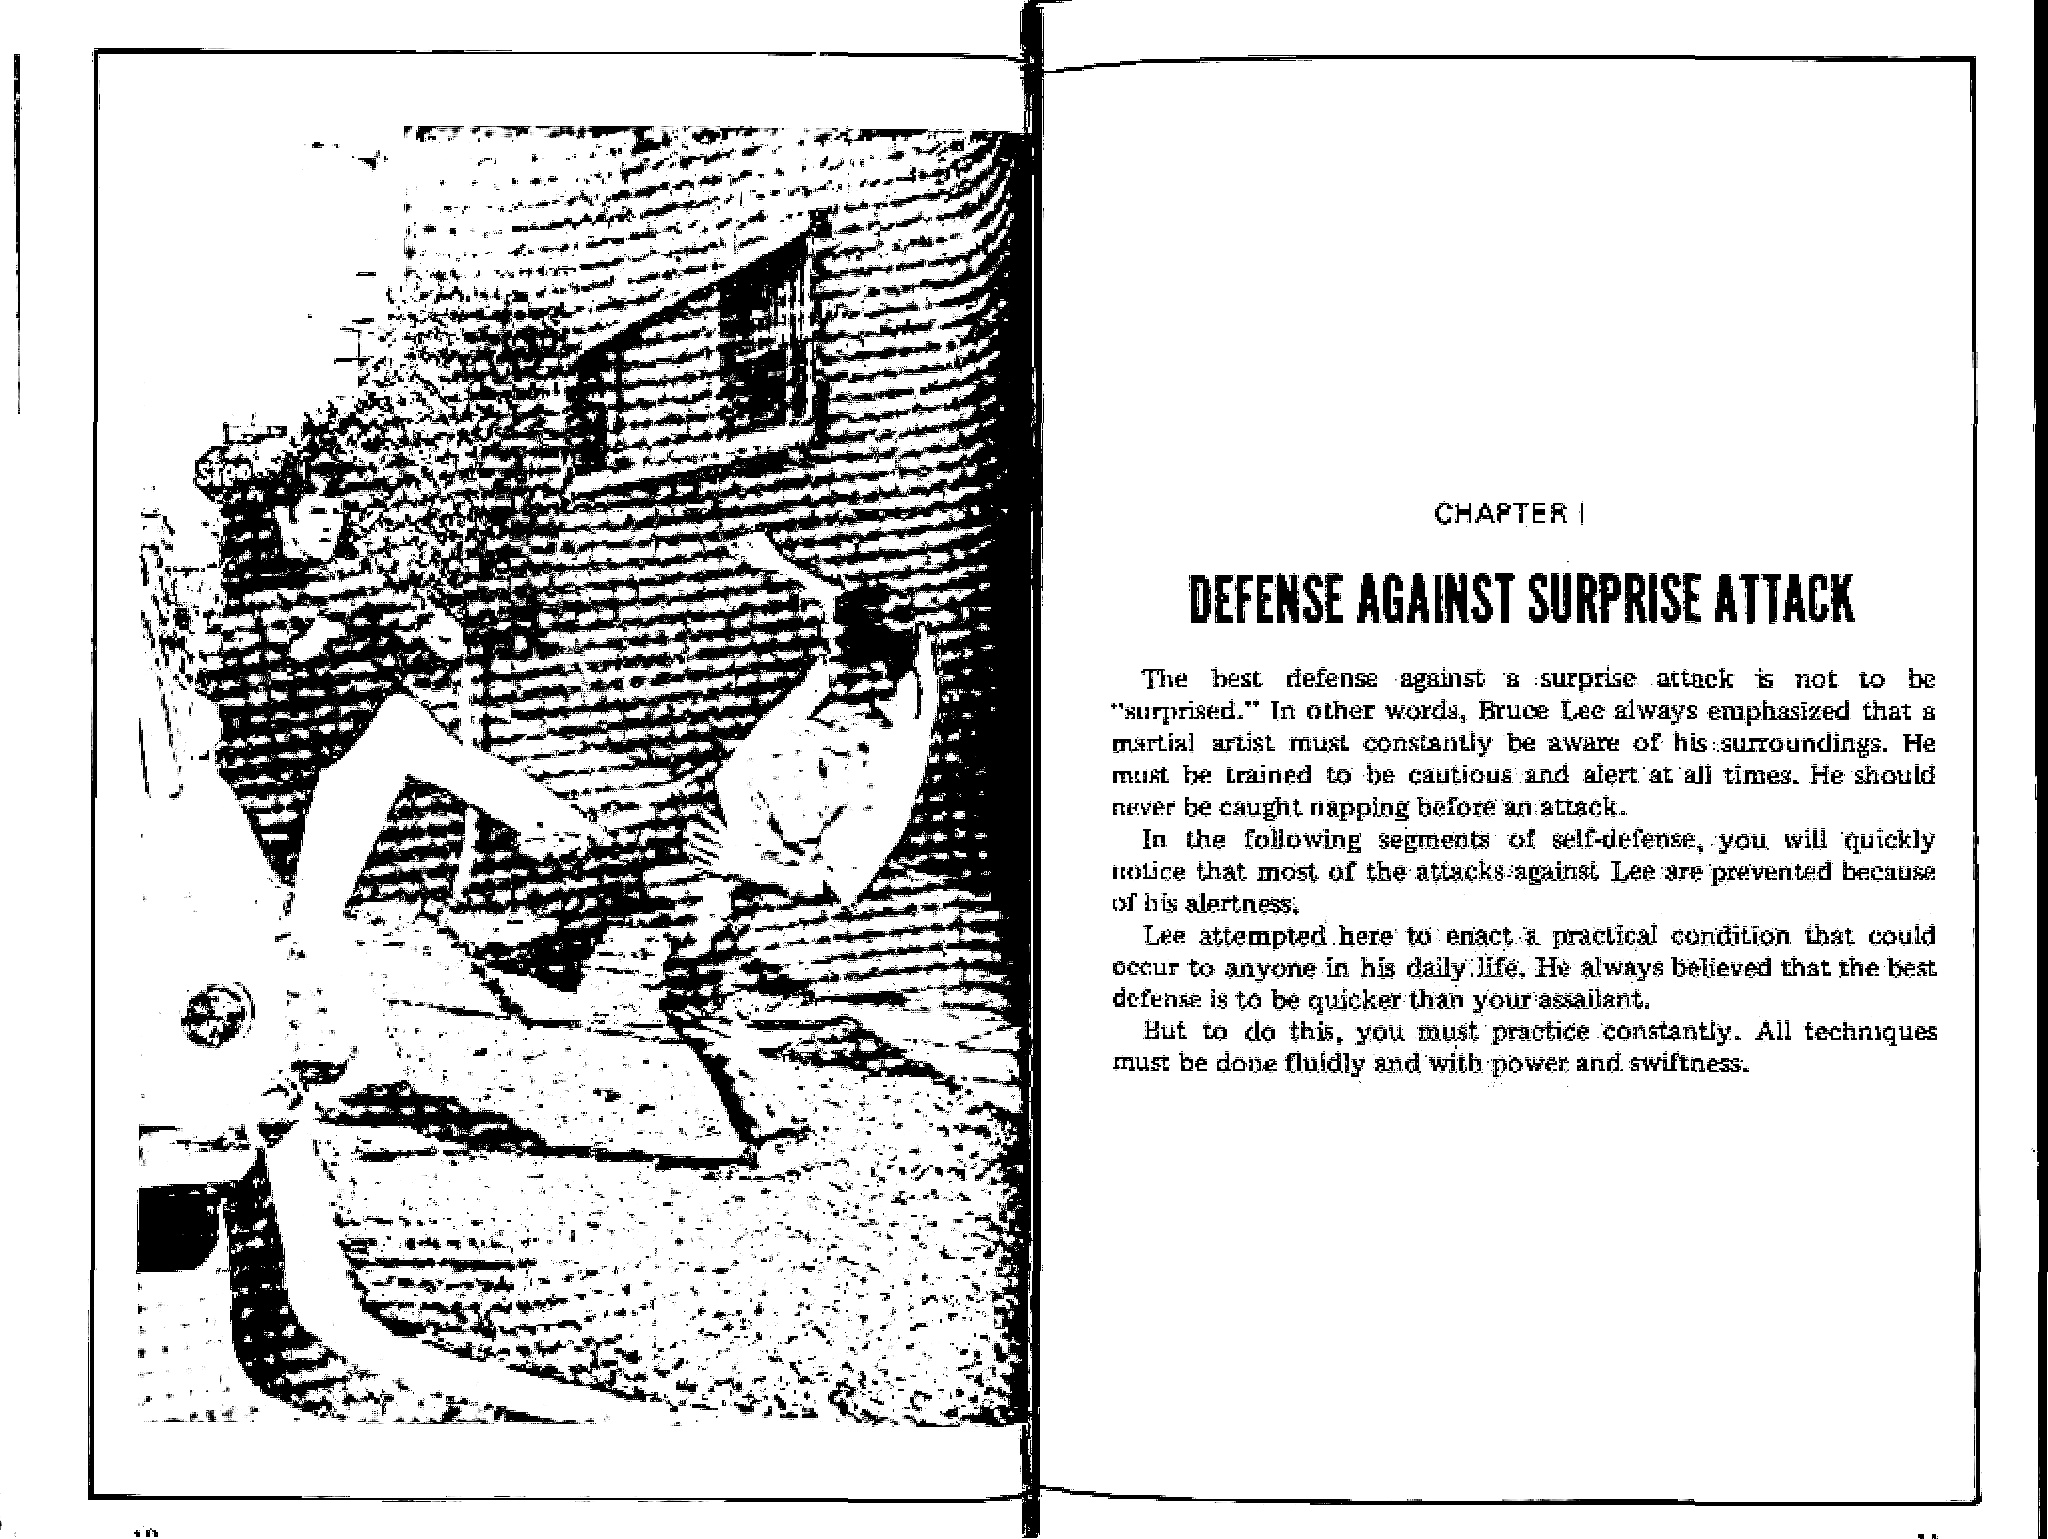 CHAPTER I
DEFENSE AGAINST SURPRISE ATTACK
The best defense against a surprise attack is not to be
"surprised." In other words, Bruce Lee always emphasized that a
martial artist must constantly be aware of his surroundings. He
must be trained to be cautious and alert at all times. He should
never be caught napping before an attack.
In the following segments of self-defense, you will quickly
notice that most of the attacks against Lee are prevented because
of his alertness.
Lee attempted here to enact a practical condition that could
occur to anyone in his daily life. He always believed that the best
defense is to be quicker than your assailant.
But to do this, you must practice constantly. All techniques
must be done fluidly and with power and swiftness.